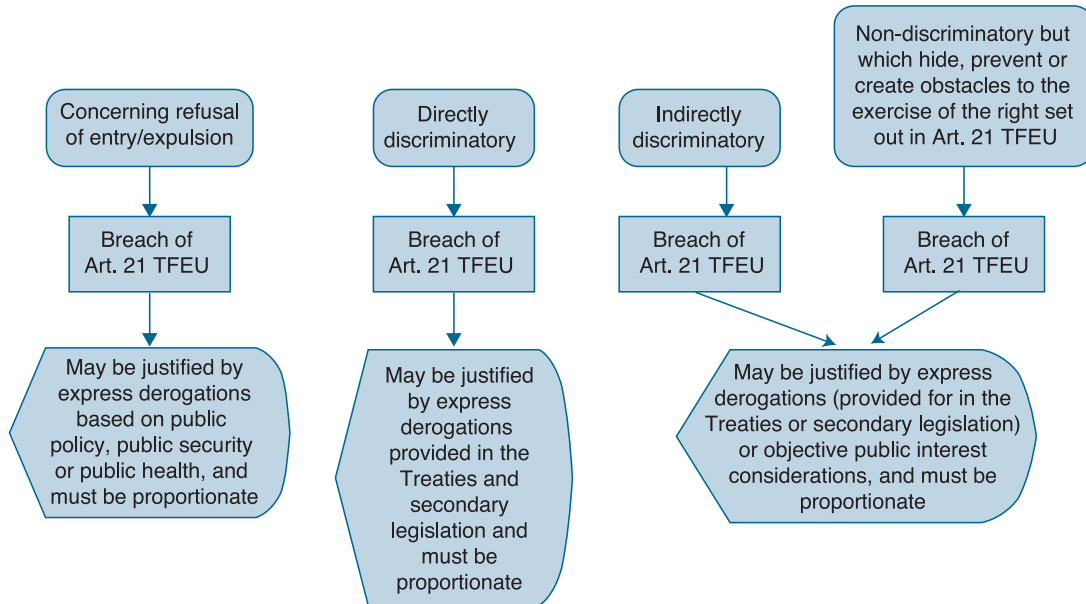 Concerning refusal
of entry/expulsion
Breach of
Art. 21 TFEU
May be justified by
express derogations
based on public
policy, public security
or public health, and
must be proportionate
Directly
discriminatory
Breach of
Art. 21 TFEU
May be justified
by express
derogations
provided in the
Treaties and
secondary
legislation and
must be
proportionate
Indirectly
discriminatory
Breach of
Art. 21 TFEU
Non-discriminatory but
which hide, prevent or
create obstacles to the
exercise of the right set
out in Art. 21 TFEU
Breach of
Art. 21 TFEU
May be justified by express
derogations (provided for in the
Treaties or secondary legislation)
or objective public interest
considerations, and must be
proportionate